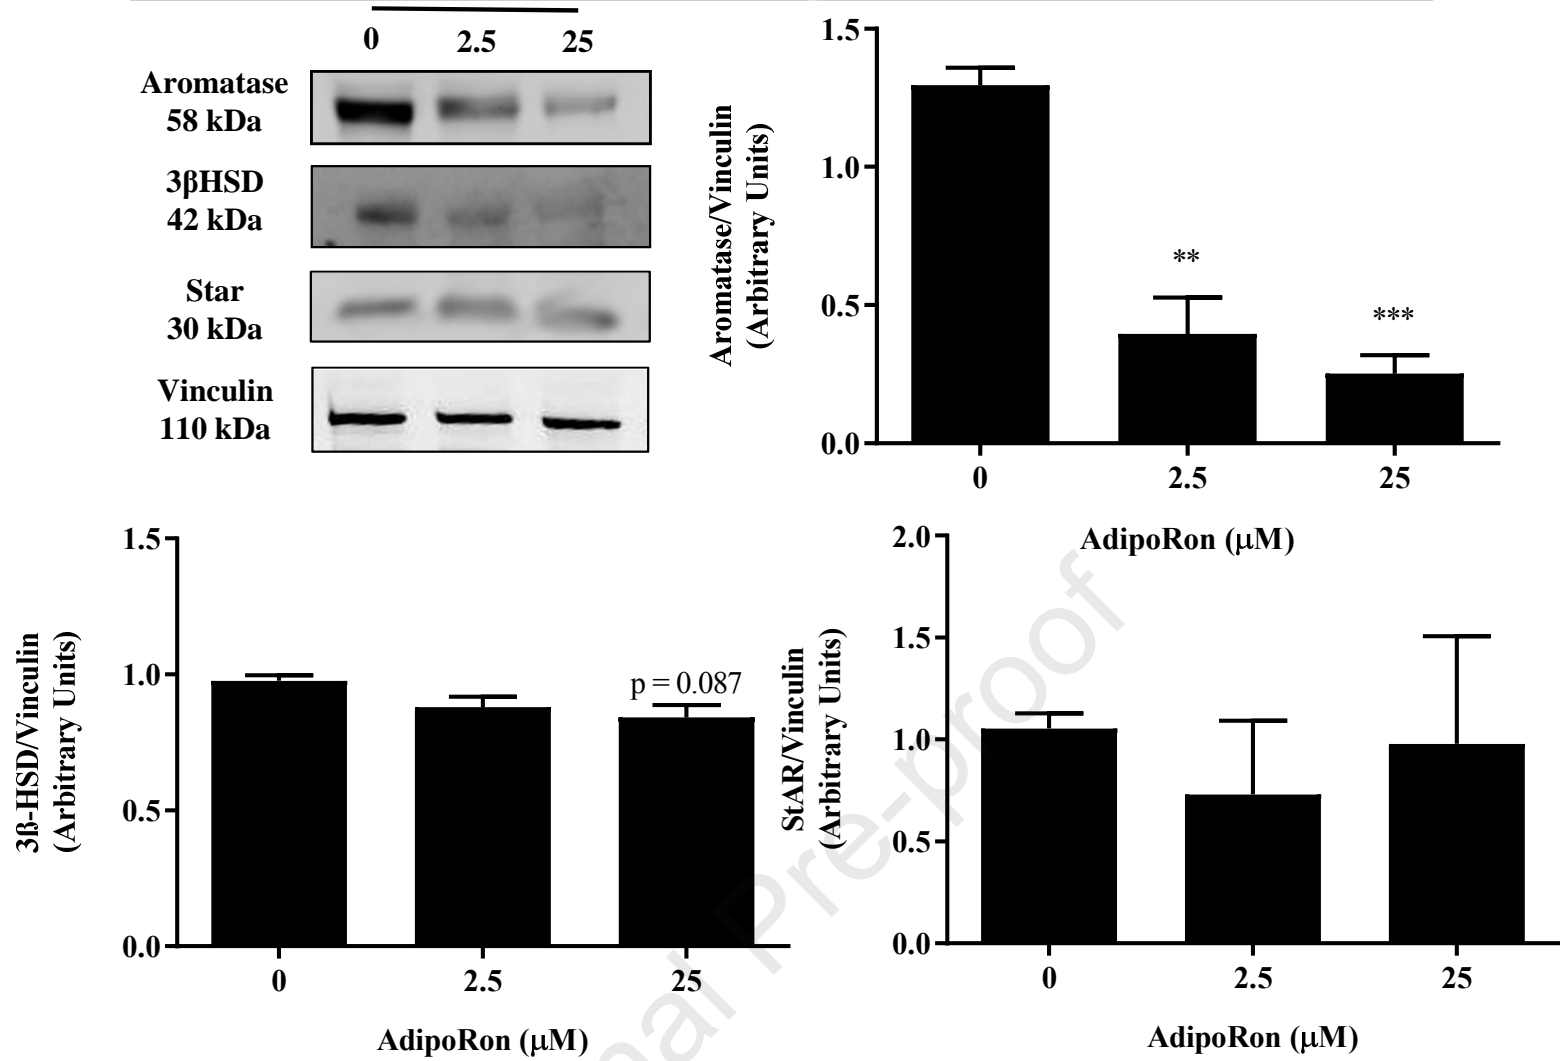 0 2.5 25
Aromatase
58 kDa
3βHSD
42 kDa
Star
30 kDa
Vinculin
110 kDa
Aromatase/Vinculin
(Arbitrary Units)
1.5
1.0
0.5
0.0
**
***
0 2.5 25
AdipoRon (μM)
3ß-HSD/Vinculin
(Arbitrary Units)
1.5
1.0
0.5
0.0
p = 0.087
0 2.5 25
AdipoRon (μM)
StAR/Vinculin
(Arbitrary Units)
2.0
1.5
1.0
0.5
0.0
0 2.5 25
AdipoRon (μM)
nal Pre-proof